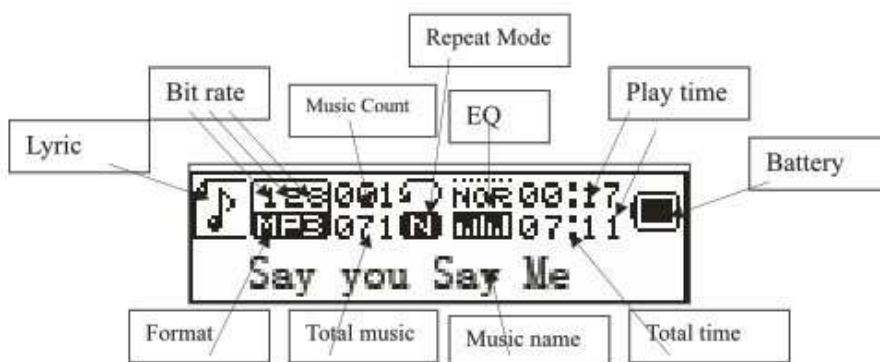 Repeat Mode
Bit rate
Music Count
EQ
Play time
Lyric
Battery
128 001 NOR 00:17
MP3 071 N 07:11
Say you Say Me
Format
Total music
Music name
Total time